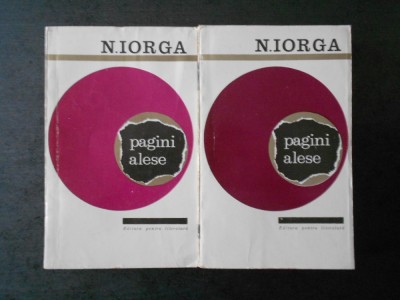 N.IORGA
pagini
alese
editura pentru literatură
N.IORGA
pagini
alese
editura pentru literatură